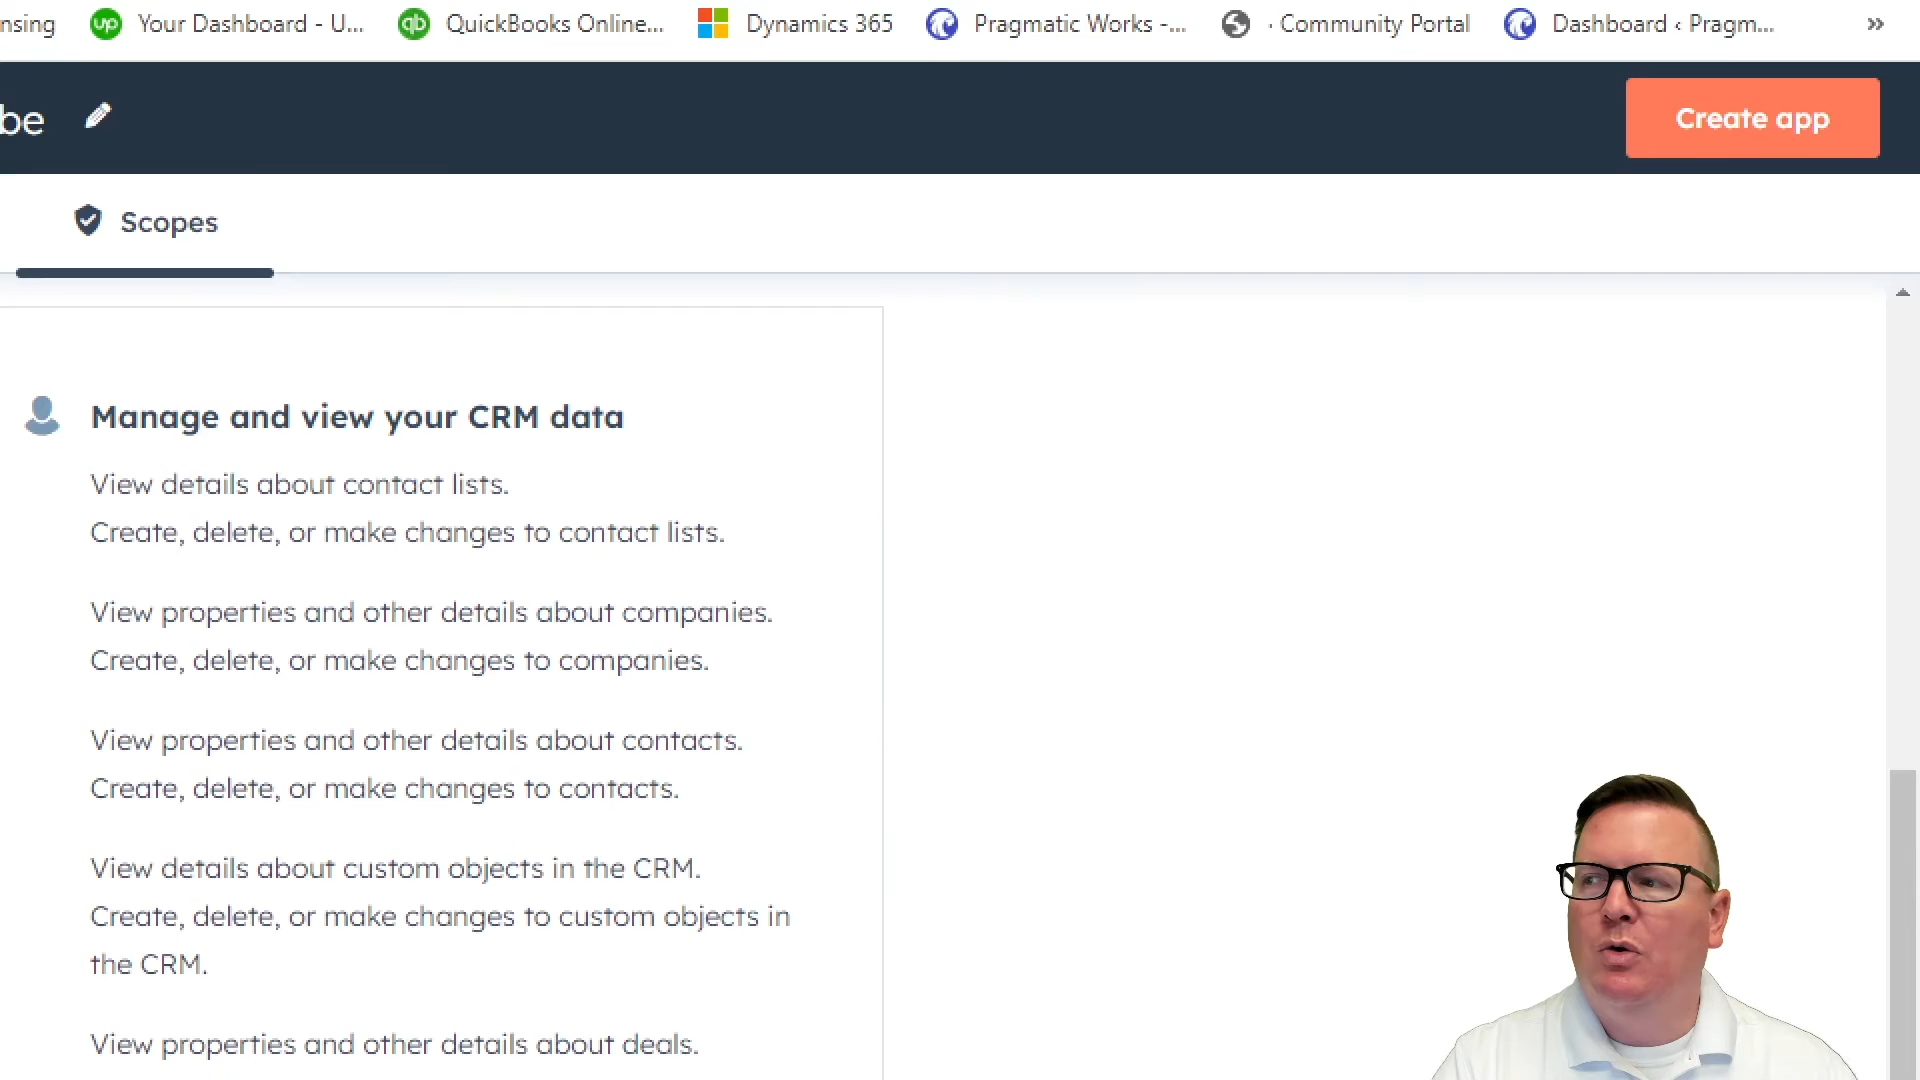 nsing
up Your Dashboard - U...
qb QuickBooks Online...
Dynamics 365
Pragmatic Works -...
· Community Portal
Dashboard ‹ Pragm...
»
be
Create app
Scopes
Manage and view your CRM data
View details about contact lists.
Create, delete, or make changes to contact lists.
View properties and other details about companies.
Create, delete, or make changes to companies.
View properties and other details about contacts.
Create, delete, or make changes to contacts.
View details about custom objects in the CRM.
Create, delete, or make changes to custom objects in
the CRM.
View properties and other details about deals.